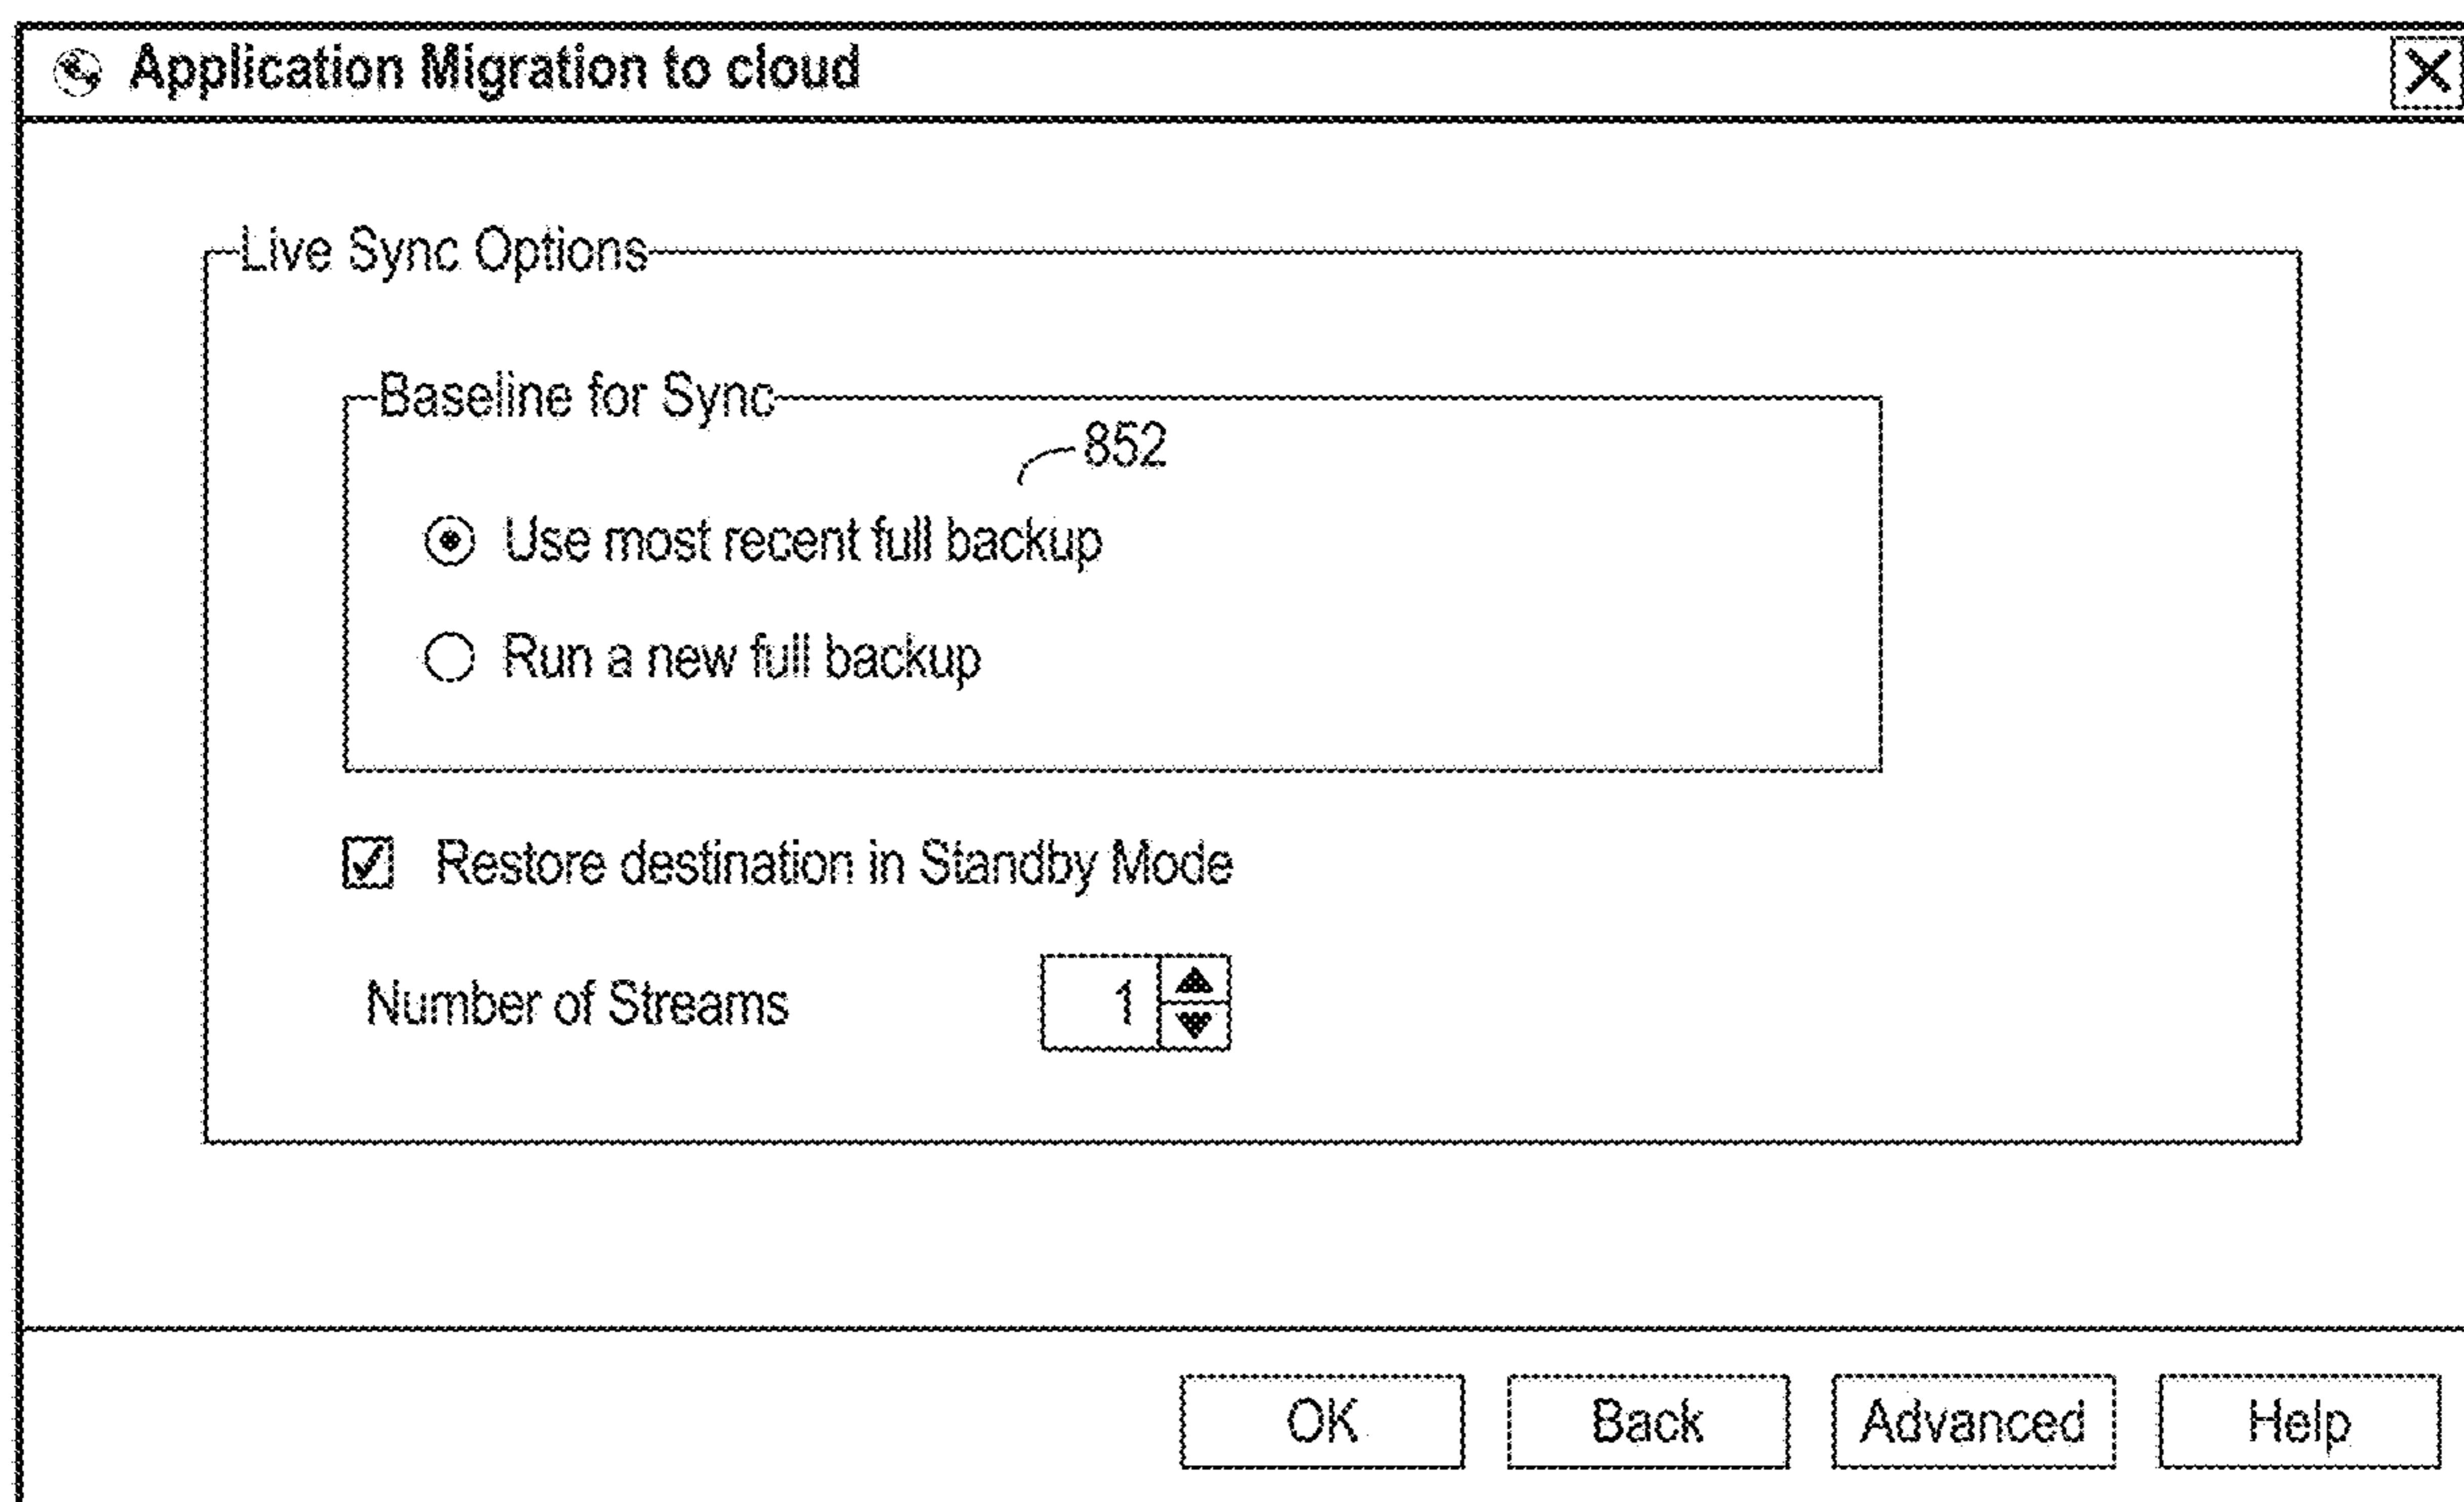 Application Migration to cloud
Live Sync Options
Baseline for Sync
852
Use most recent full backup
Run a new full backup
Restore destination in Standby Mode
Number of Streams 1
OK Back Advanced Help